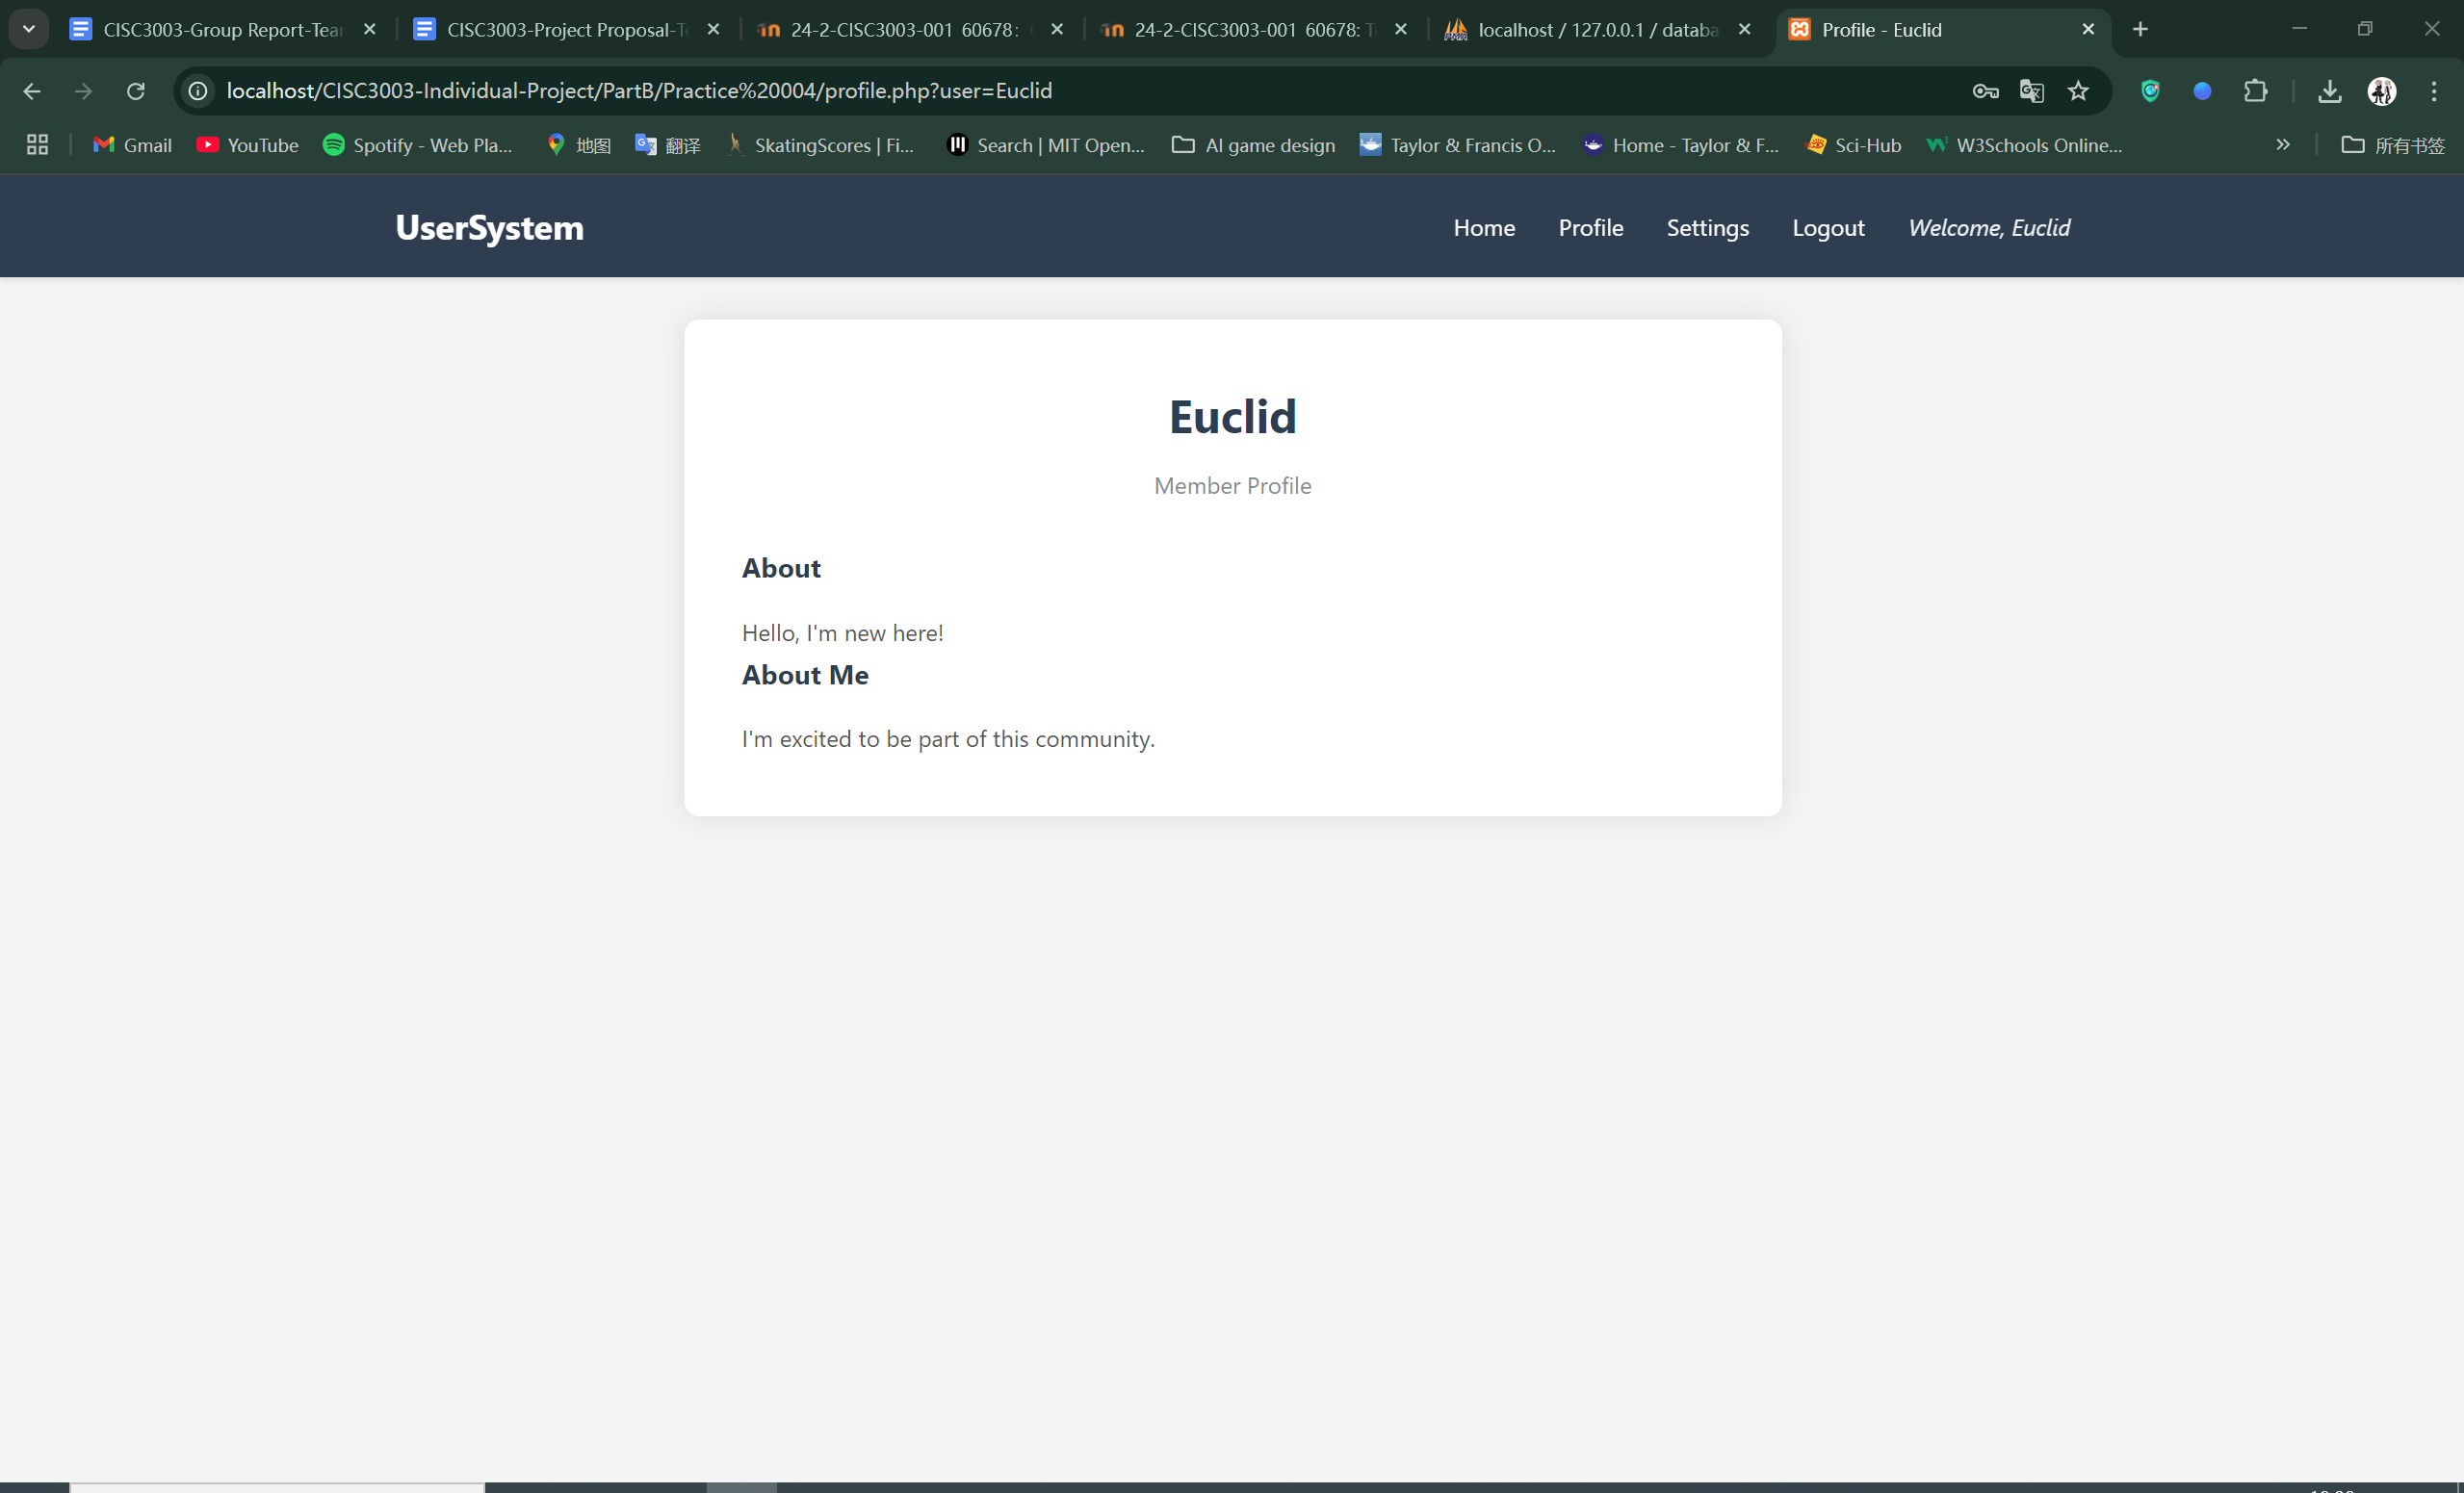 CISC3003-Group Report-Tear
CISC3003-Project Proposal-T
24-2-CISC3003-001 60678:
24-2-CISC3003-001 60678: T
localhost / 127.0.0.1 / databa
Profile - Euclid
localhost/CISC3003-Individual-Project/PartB/Practice%20004/profile.php?user=Euclid
Gmail
YouTube
Spotify - Web Pla...
地图
翻译
SkatingScores | Fi...
Search | MIT Open...
AI game design
Taylor & Francis O...
Home - Taylor & F...
Sci-Hub
W3Schools Online...
所有书签
UserSystem
Home
Profile
Settings
Logout
Welcome, Euclid
Euclid
Member Profile
About
Hello, I'm new here!
About Me
I'm excited to be part of this community.